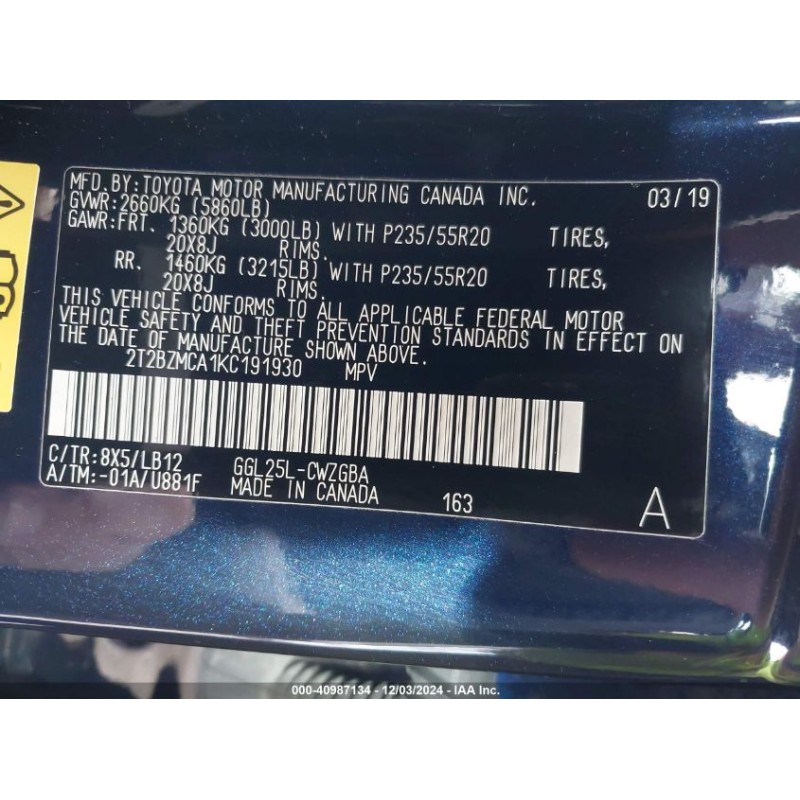 MFD.BY:TOYOTA MOTOR MANUFACTURING CANADA INC. 03/19
GVWR:2660KG (5860LB)
GAWR:FRT. 1360KG (3000LB) WITH P235/55R20 TIRES,
20X8J RIMS.
RR. 1460KG (3215LB) WITH P235/55R20 TIRES,
20X8J RIMS.
THIS VEHICLE CONFORMS TO ALL APPLICABLE FEDERAL MOTOR
VEHICLE SAFETY AND THEFT PREVENTION STANDARDS IN EFFECT ON
THE DATE OF MANUFACTURE SHOWN ABOVE.
2T2BZMCA1KC191930 MPV
C/TR:8X5/LB12 GGL25L-CWZGBA
A/TM:-01A/U881F MADE IN CANADA 163 A
000-40987134 - 12/03/2024 - IAA Inc.